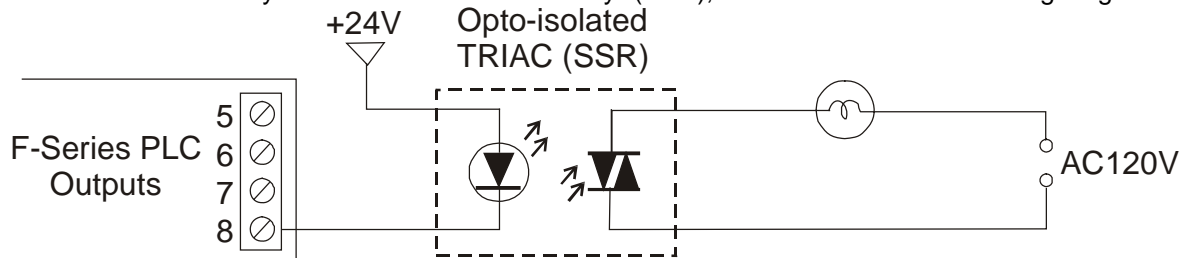 +24V
Opto-isolated
TRIAC (SSR)
F-Series PLC
Outputs
5
6
7
8
AC120V